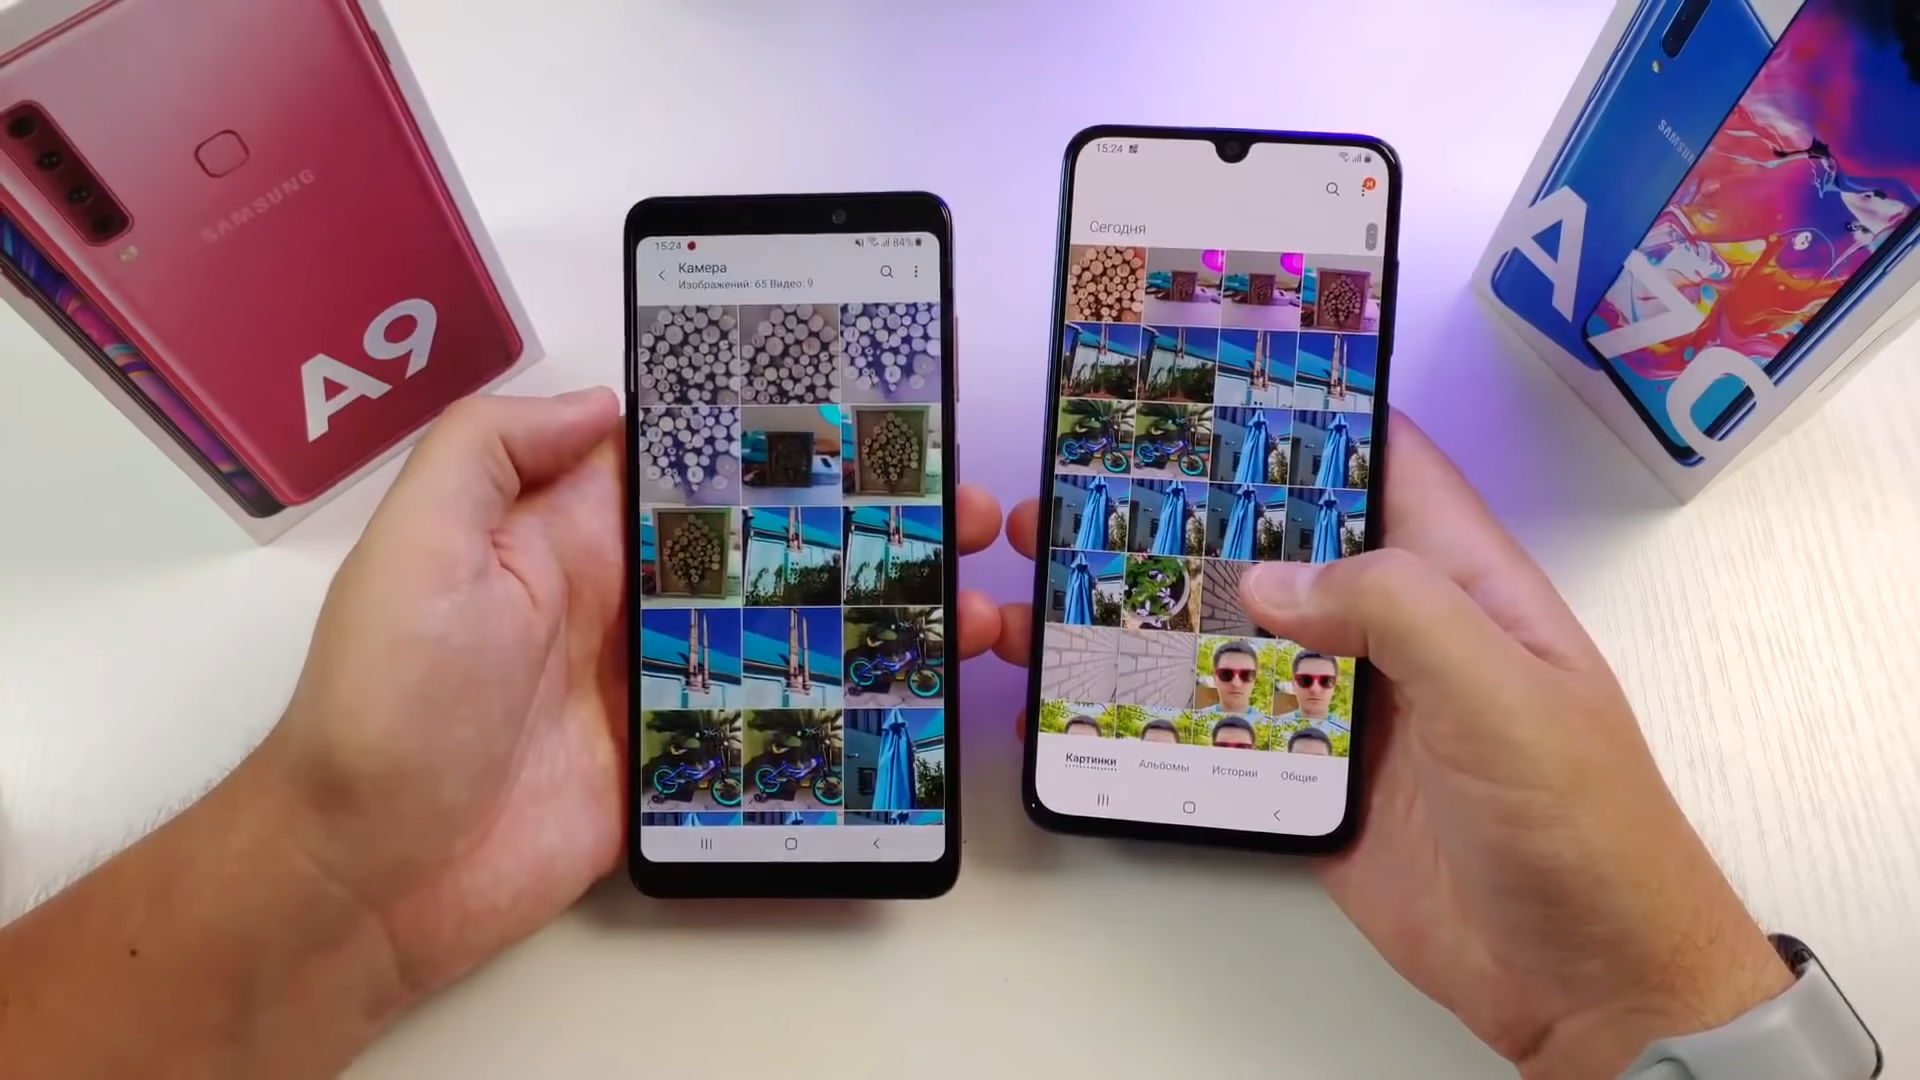 SAMSUNG
A9
15:24
84%
Камера
Изображений: 65 Видео: 9
15:24
Н
Сегодня
Картинки
Альбомы
Истории
Общие
SAMSUNG
A70